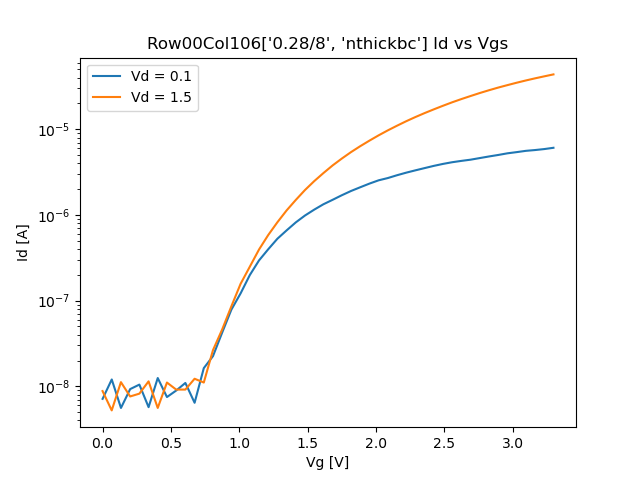 Row00Col106['0.28/8', 'nthickbc'] Id vs Vgs
Vd = 0.1
Vd = 1.5
10⁻⁵
10⁻⁶
10⁻⁷
10⁻⁸
Id [A]
0.0 0.5 1.0 1.5 2.0 2.5 3.0
Vg [V]